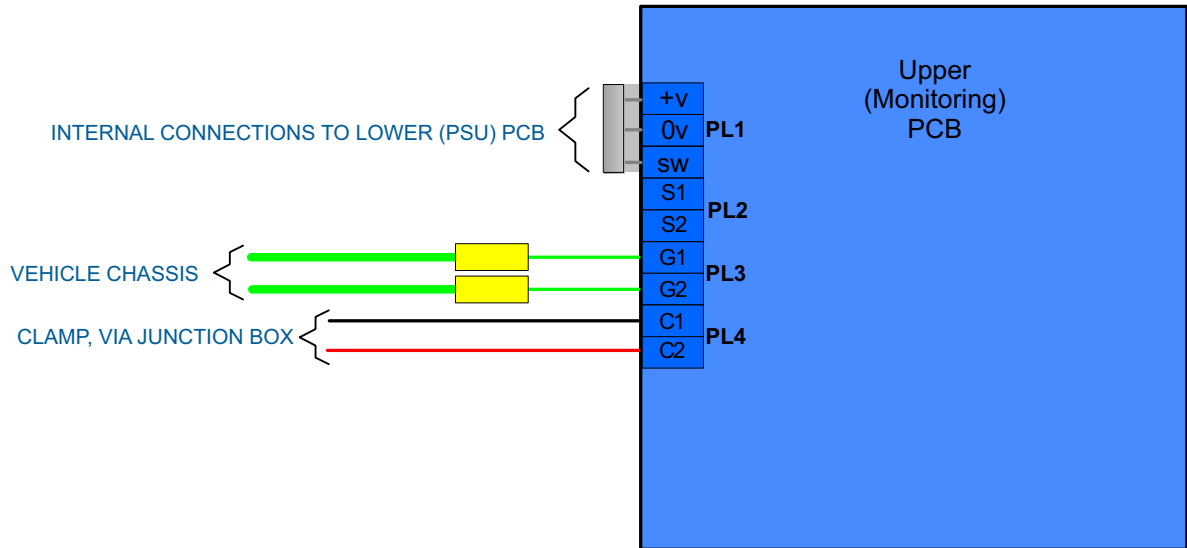 Upper
(Monitoring)
PCB
INTERNAL CONNECTIONS TO LOWER (PSU) PCB
+v
0v
sw
PL1
S1
S2
PL2
VEHICLE CHASSIS
G1
G2
PL3
CLAMP, VIA JUNCTION BOX
C1
C2
PL4